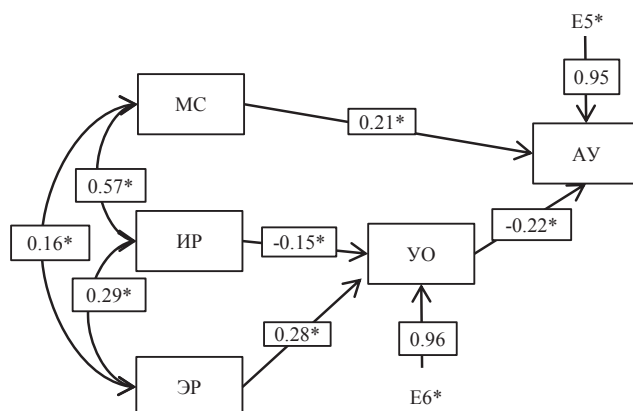 E5*
0.95
МС
0.21*
АУ
0.57*
0.16*
ИР
-0.15*
УО
-0.22*
0.29*
0.28*
0.96
ЭР
E6*